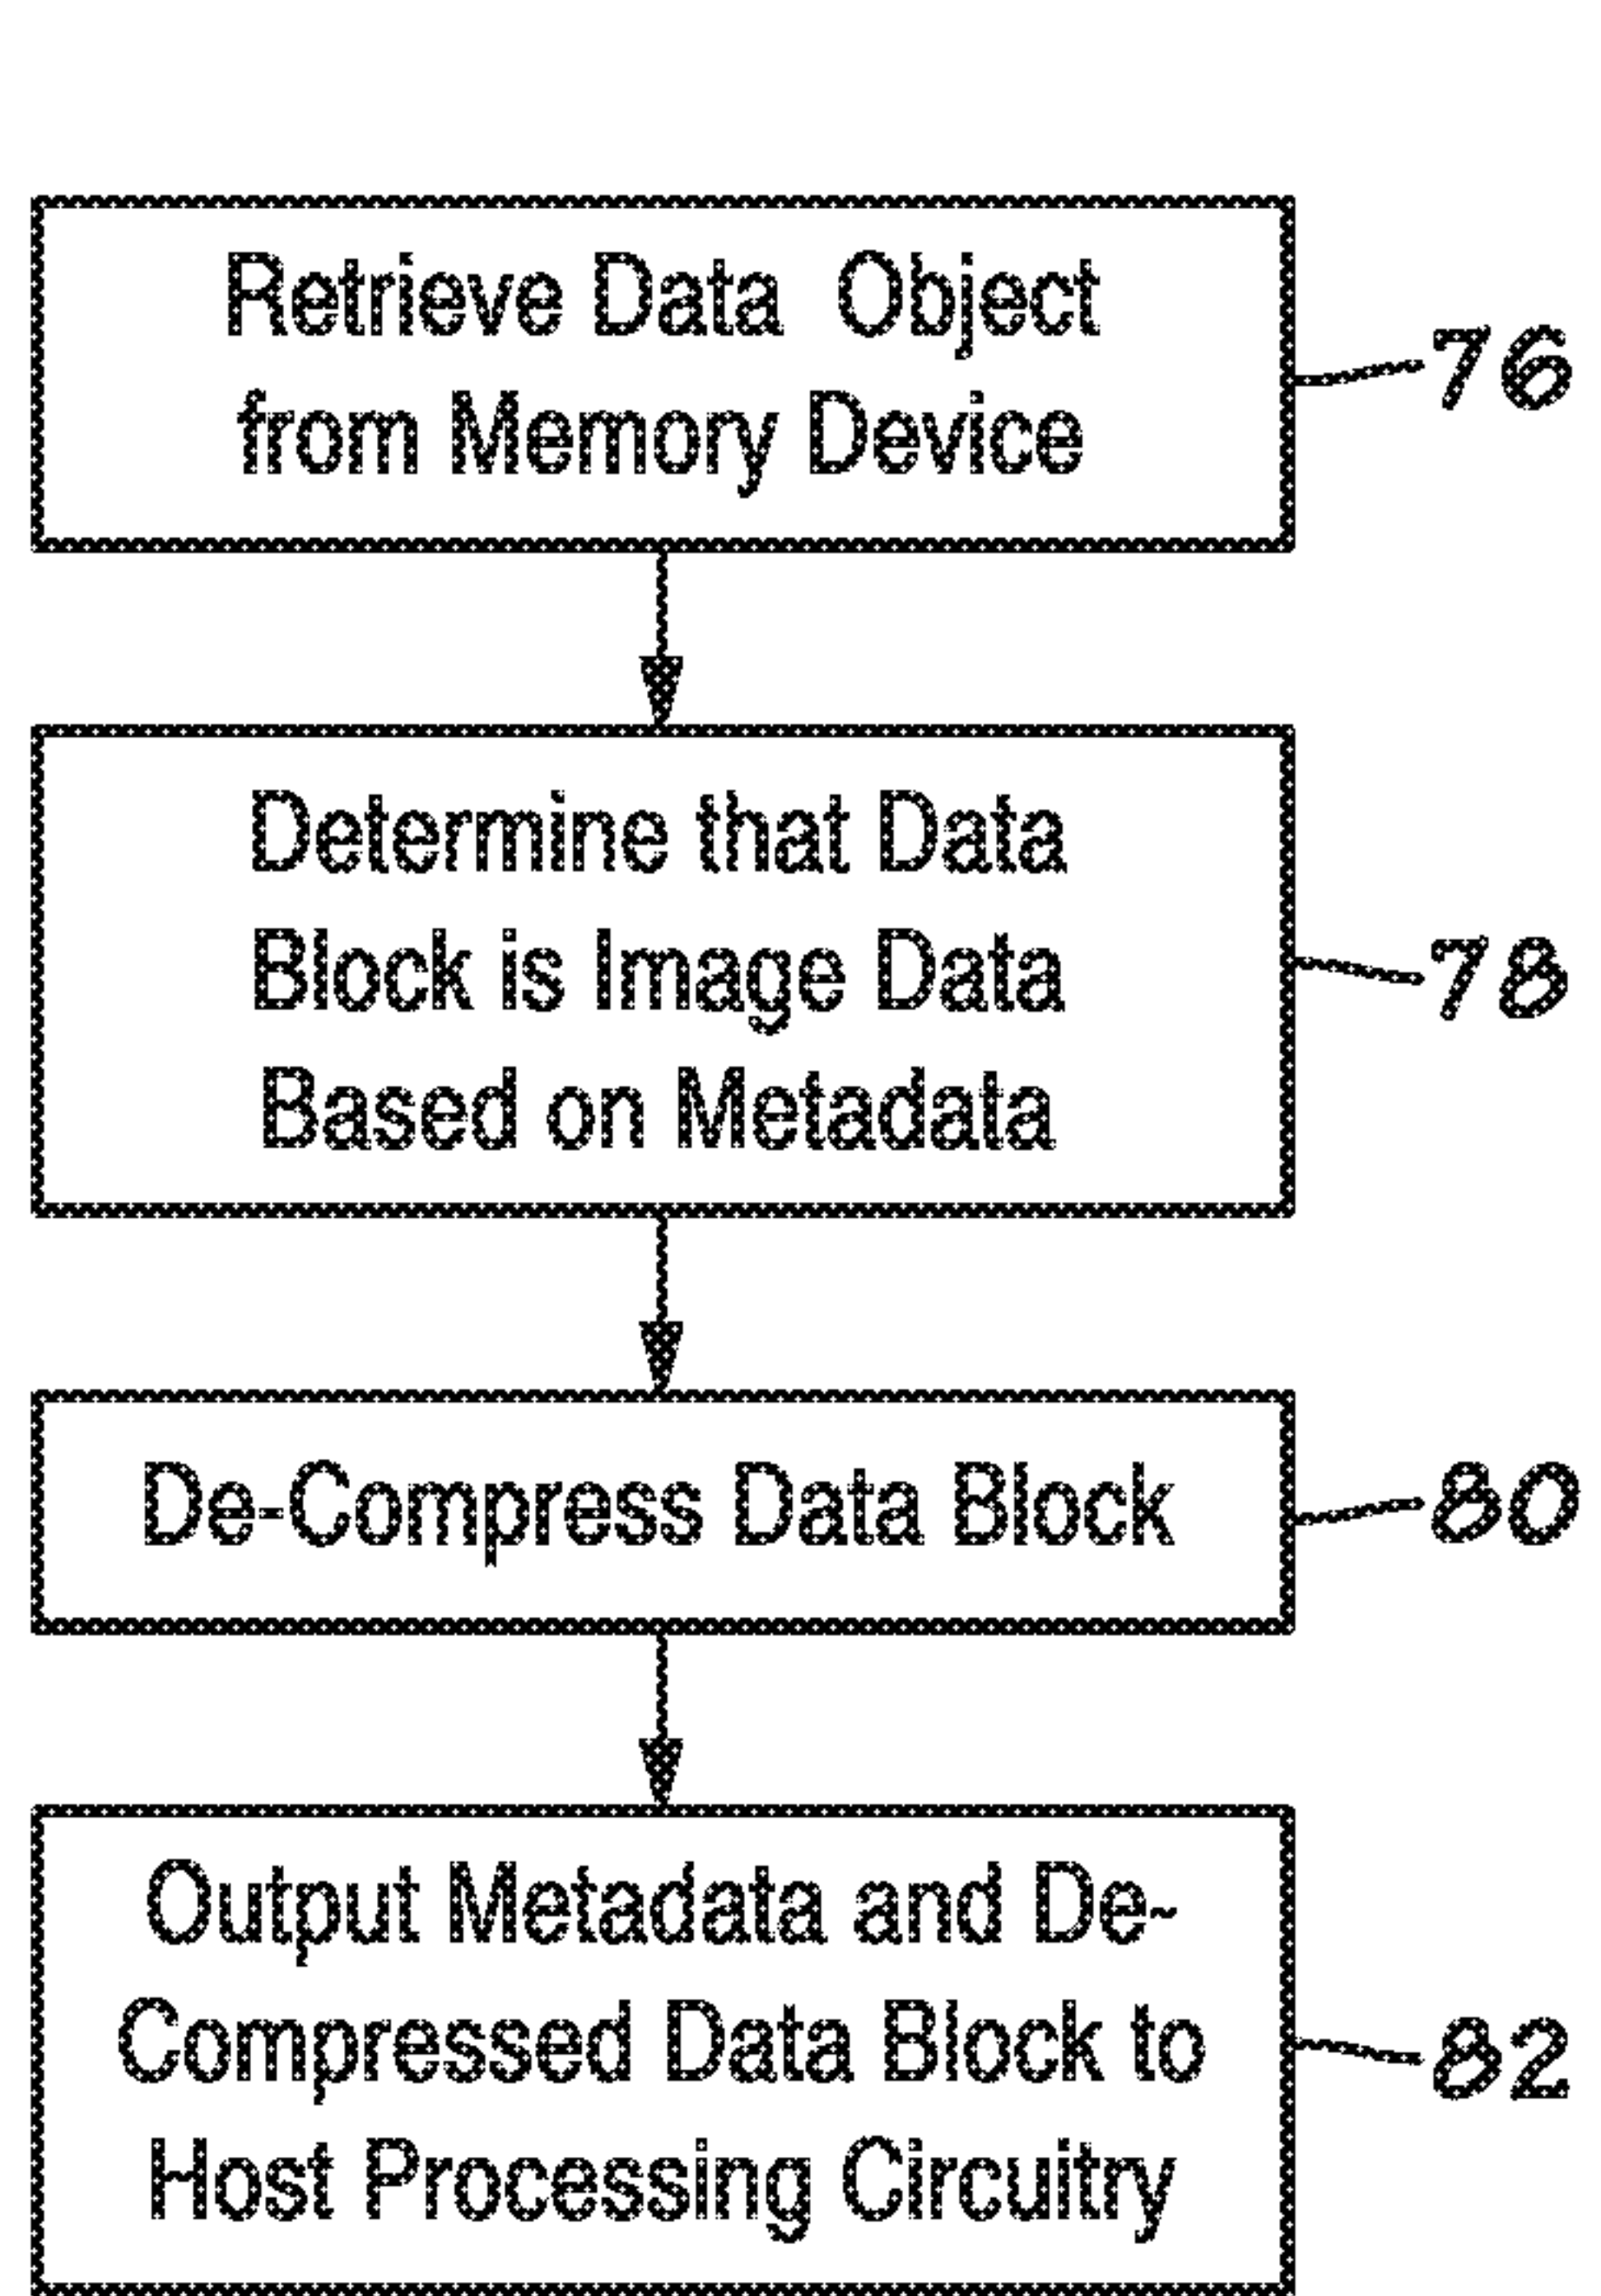 Retrieve Data Object
from Memory Device
76
Determine that Data
Block is Image Data
Based on Metadata
78
De-Compress Data Block
80
Output Metadata and De-
Compressed Data Block to
Host Processing Circuitry
82